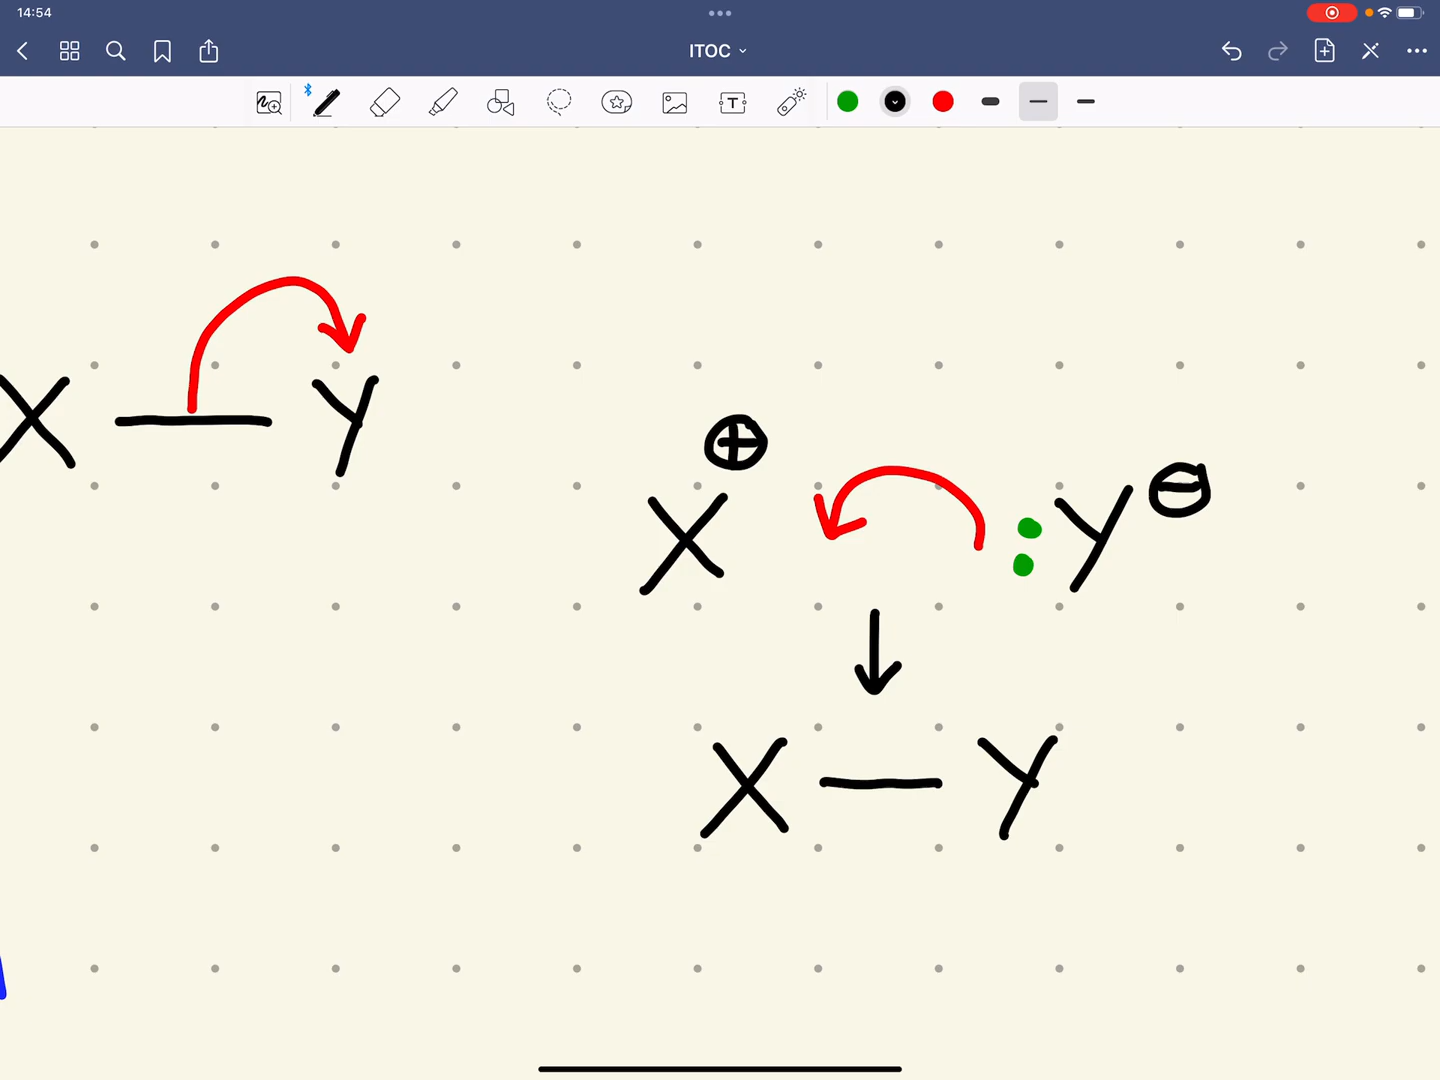 14:54
ITOC
T
X — Y
X⊕ :Y⊖
↓
X — Y